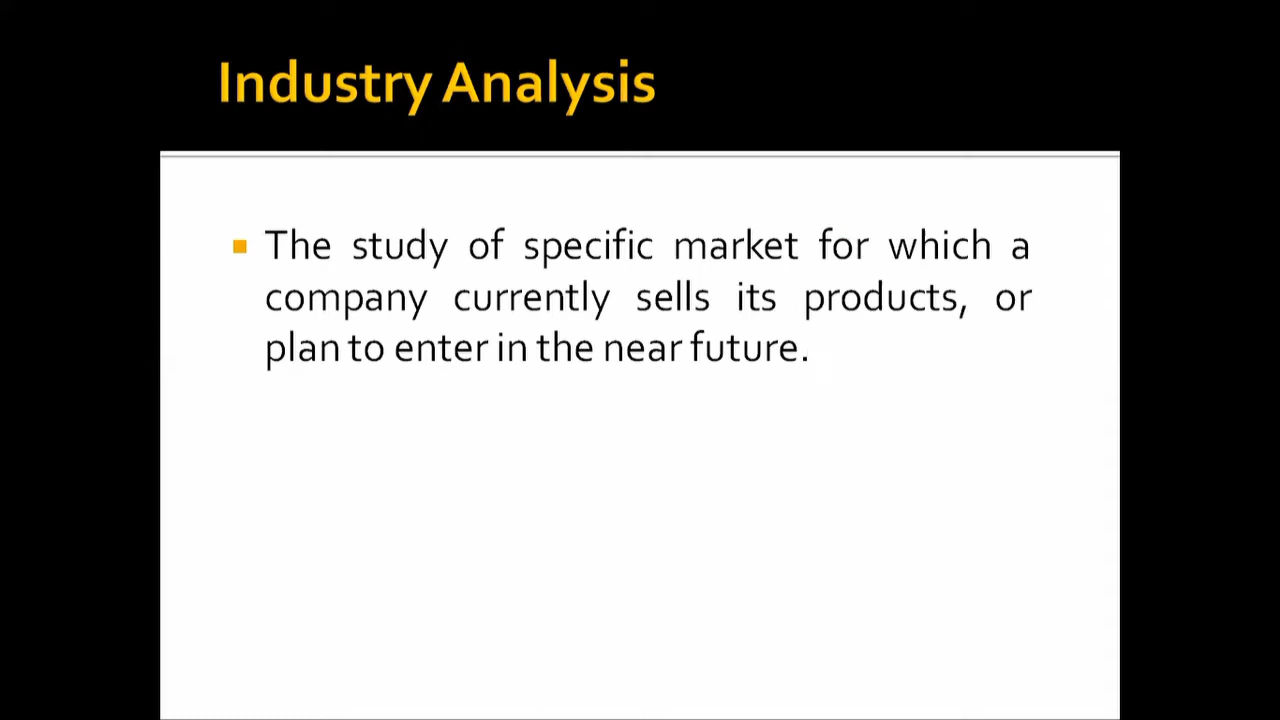 Industry Analysis
The study of specific market for which a
company currently sells its products, or
plan to enter in the near future.